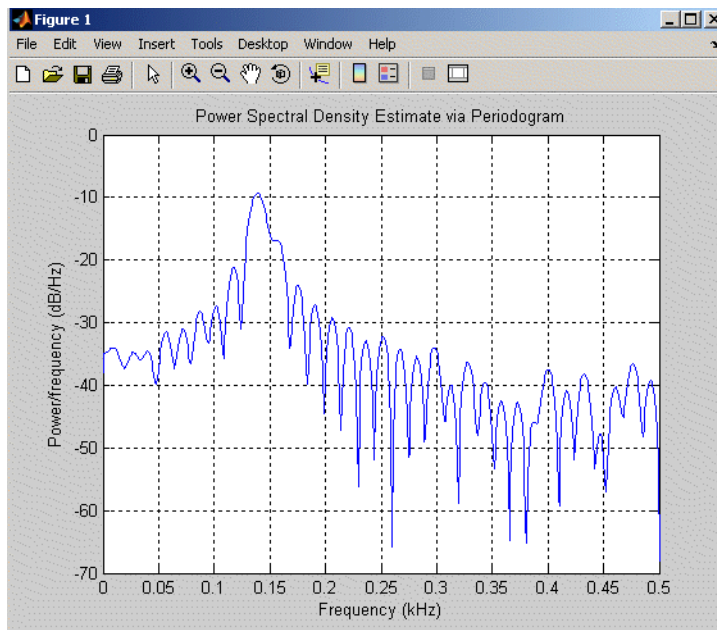 Figure 1
File Edit View Insert Tools Desktop Window Help
Power Spectral Density Estimate via Periodogram
0
-10
-20
-30
-40
-50
-60
-70
Power/frequency (dB/Hz)
0 0.05 0.1 0.15 0.2 0.25 0.3 0.35 0.4 0.45 0.5
Frequency (kHz)